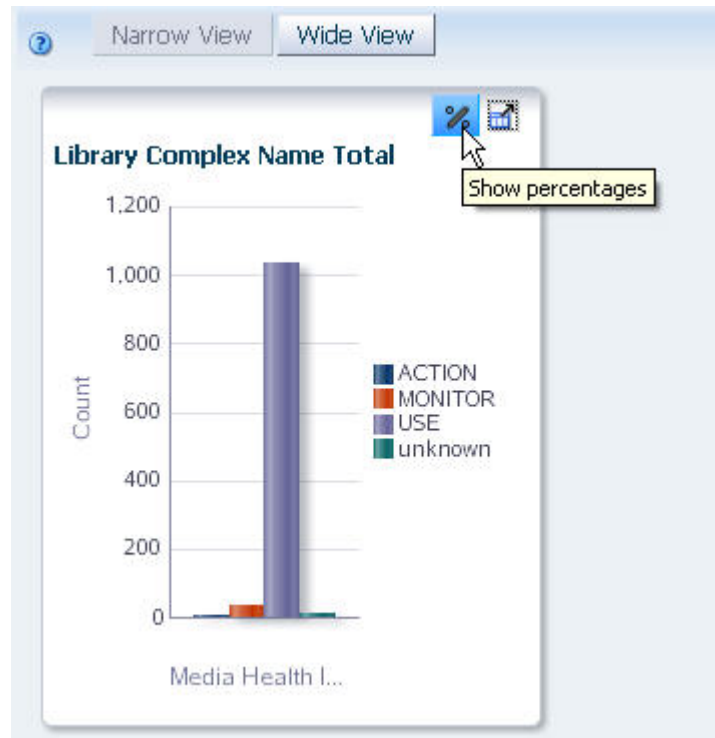 Narrow View
Wide View
Library Complex Name Total
Show percentages
1,200
1,000
800
600
400
200
0
Count
ACTION
MONITOR
USE
unknown
Media Health I...